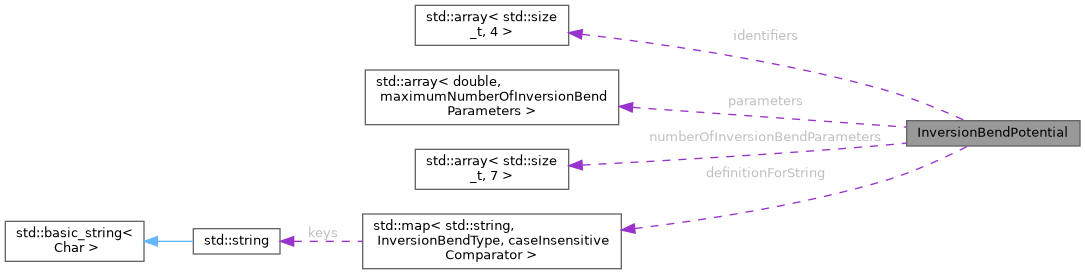 std::array< std::size
_t, 4 >
identifiers
std::array< double,
maximumNumberOfInversionBend
Parameters >
parameters
InversionBendPotential
numberOfInversionBendParameters
std::array< std::size
_t, 7 >
definitionForString
std::map< std::string,
InversionBendType, caseInsensitive
Comparator >
keys
std::string
std::basic_string<
Char >